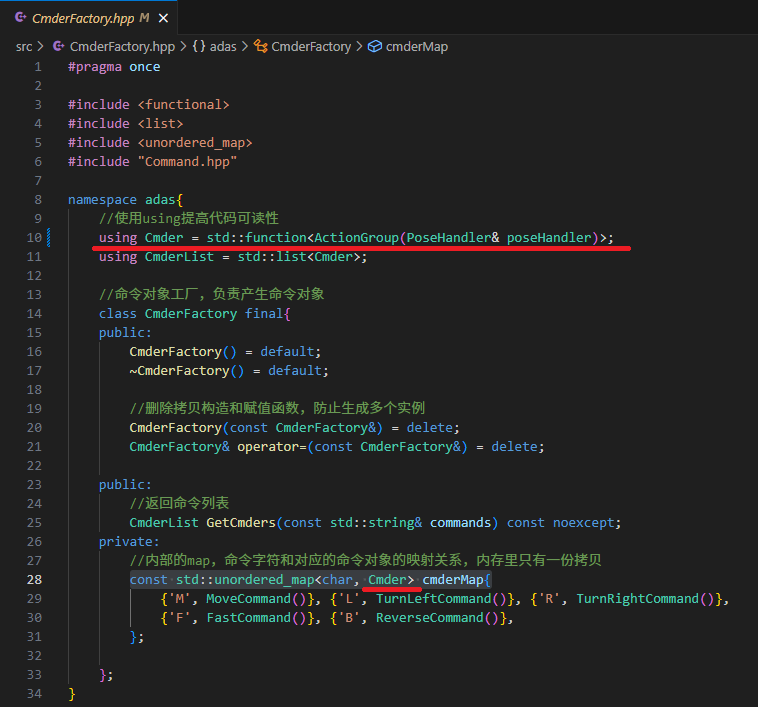 CmderFactory.hpp M
src > CmderFactory.hpp > {} adas > CmderFactory > cmderMap
1 #pragma once
2
3 #include <functional>
4 #include <list>
5 #include <unordered_map>
6 #include "Command.hpp"
7
8 namespace adas{
9 //使用using提高代码可读性
10 using Cmder = std::function<ActionGroup(PoseHandler& poseHandler)>;
11 using CmderList = std::list<Cmder>;
12
13 //命令对象工厂，负责产生命令对象
14 class CmderFactory final{
15 public:
16 CmderFactory() = default;
17 ~CmderFactory() = default;
18
19 //删除拷贝构造和赋值函数，防止生成多个实例
20 CmderFactory(const CmderFactory&) = delete;
21 CmderFactory& operator=(const CmderFactory&) = delete;
22
23 public:
24 //返回命令列表
25 CmderList GetCmders(const std::string& commands) const noexcept;
26 private:
27 //内部的map，命令字符和对应的命令对象的映射关系，内存里只有一份拷贝
28 const std::unordered_map<char, Cmder> cmderMap{
29 {'M', MoveCommand()}, {'L', TurnLeftCommand()}, {'R', TurnRightCommand()},
30 {'F', FastCommand()}, {'B', ReverseCommand()},
31 };
32
33 };
34 }